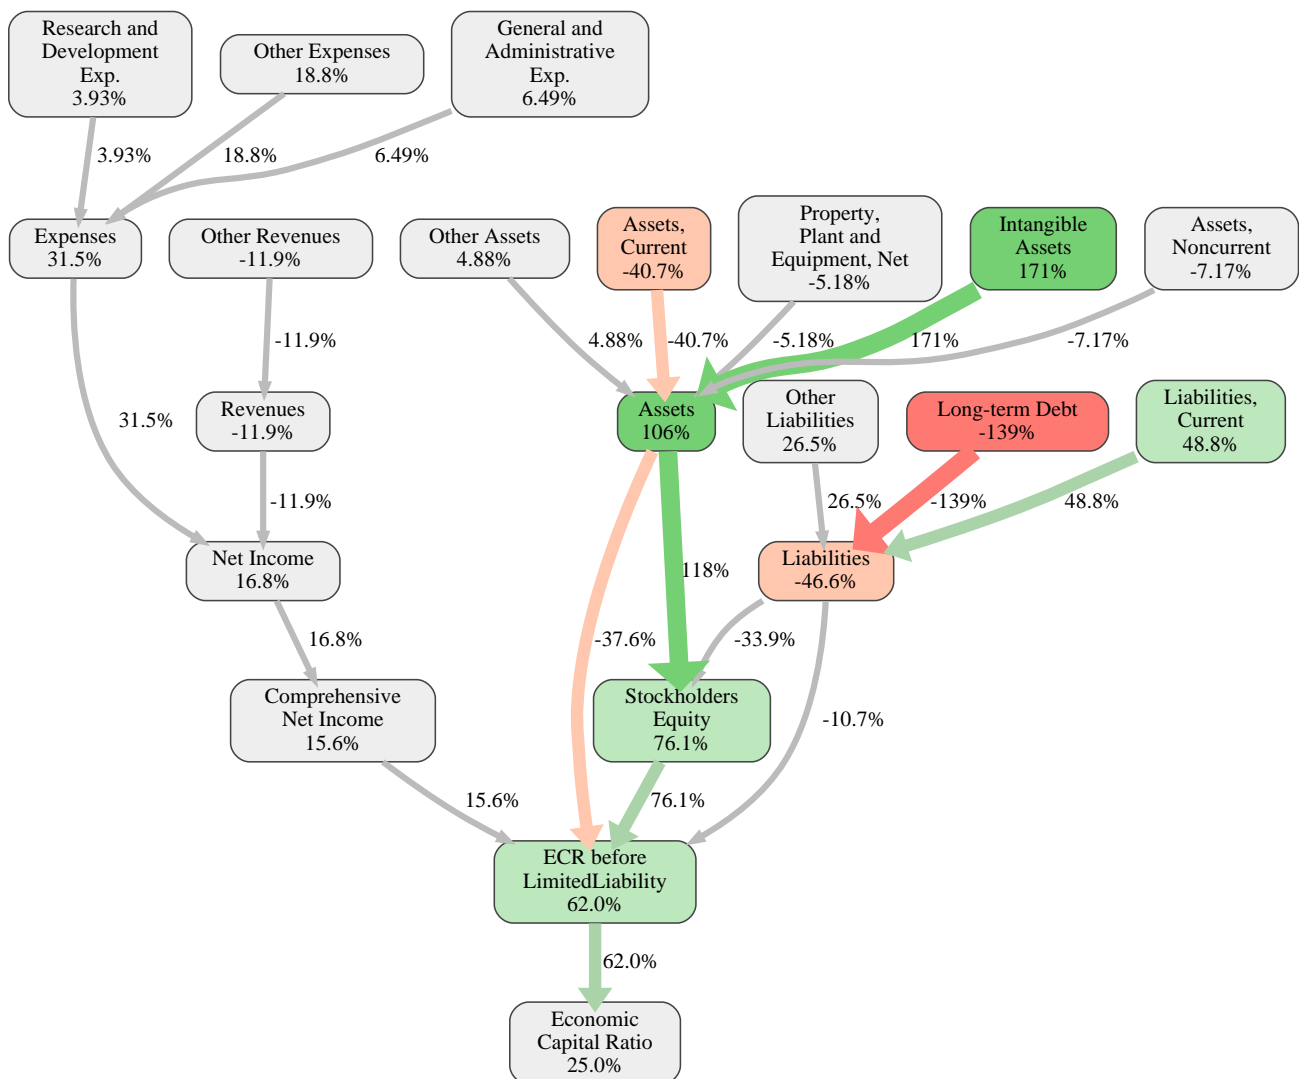 Research and
Development
Exp.
3.93%
Other Expenses
18.8%
General and
Administrative
Exp.
6.49%
3.93%
18.8%
6.49%
Expenses
31.5%
Other Revenues
-11.9%
Other Assets
4.88%
Assets,
Current
-40.7%
Property,
Plant and
Equipment, Net
-5.18%
Intangible
Assets
171%
Assets,
Noncurrent
-7.17%
-11.9%
4.88%
-40.7%
-5.18%
171%
-7.17%
31.5%
Revenues
-11.9%
Assets
106%
Other
Liabilities
26.5%
Long-term Debt
-139%
Liabilities,
Current
48.8%
-11.9%
26.5%
-139%
48.8%
Net Income
16.8%
118%
Liabilities
-46.6%
16.8%
-37.6%
-33.9%
Comprehensive
Net Income
15.6%
Stockholders
Equity
76.1%
-10.7%
15.6%
76.1%
ECR before
LimitedLiability
62.0%
62.0%
Economic
Capital Ratio
25.0%